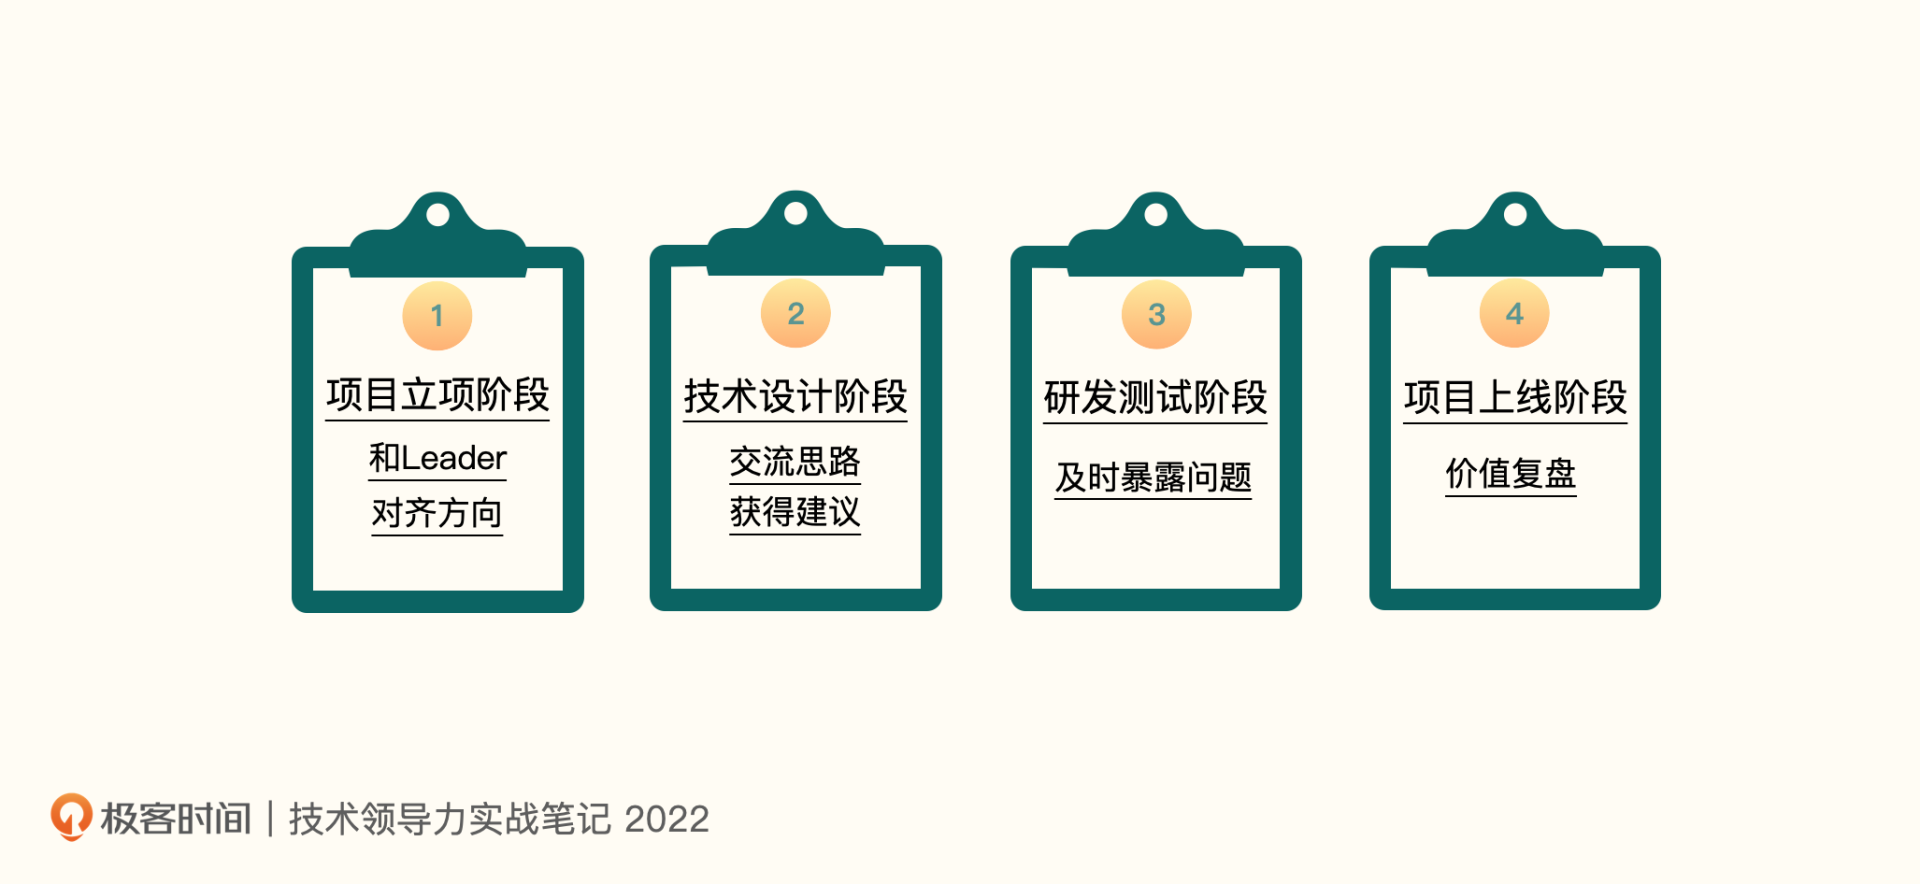 1
项目立项阶段
和Leader
对齐方向
2
技术设计阶段
交流思路
获得建议
3
研发测试阶段
及时暴露问题
4
项目上线阶段
价值复盘
极客时间 | 技术领导力实战笔记 2022